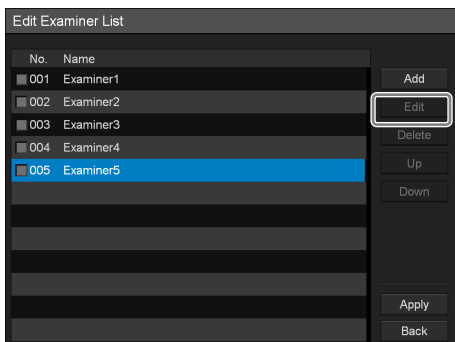 Edit Examiner List
No. Name
001 Examiner1
002 Examiner2
003 Examiner3
004 Examiner4
005 Examiner5
Add
Edit
Delete
Up
Down
Apply
Back